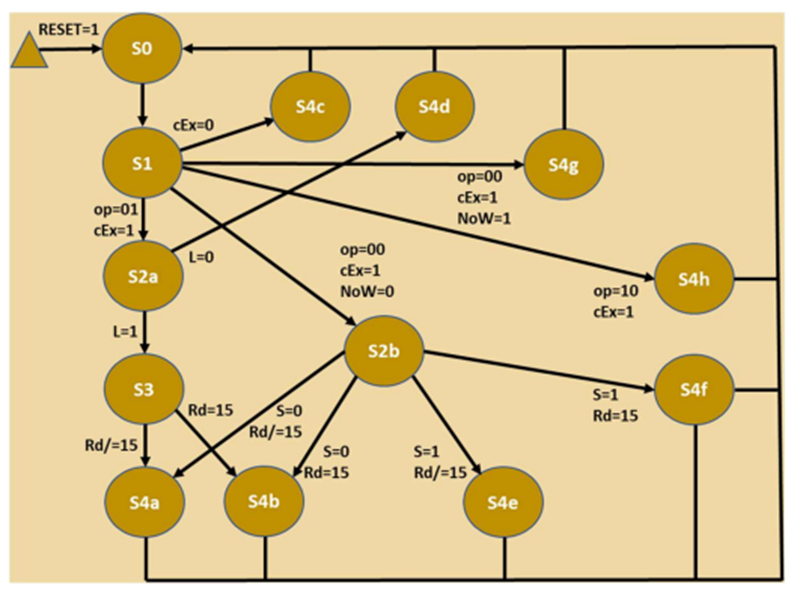 RESET=1
S0
S4c
S4d
cEx=0
S1
S4g
op=00
cEx=1
NoW=1
op=01
cEx=1
L=0
S2a
op=00
cEx=1
NoW=0
S4h
op=10
cEx=1
L=1
S2b
S3
Rd=15
S=0
Rd/=15
S4f
S=1
Rd=15
Rd/=15
S=0
Rd=15
S=1
Rd/=15
S4a
S4b
S4e